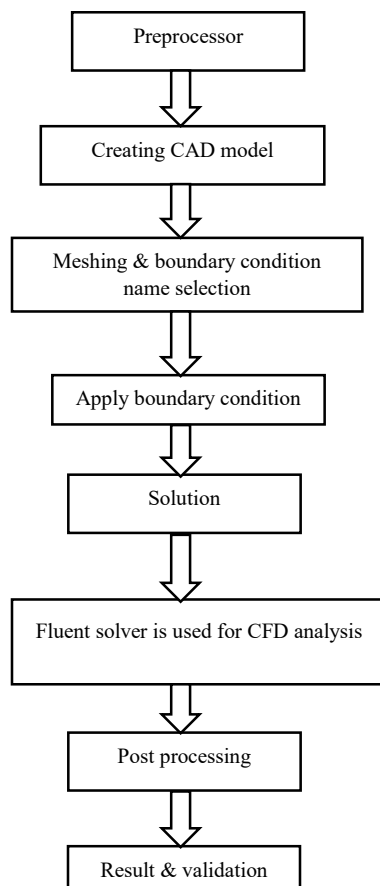 Preprocessor
Creating CAD model
Meshing & boundary condition
name selection
Apply boundary condition
Solution
Fluent solver is used for CFD analysis
Post processing
Result & validation